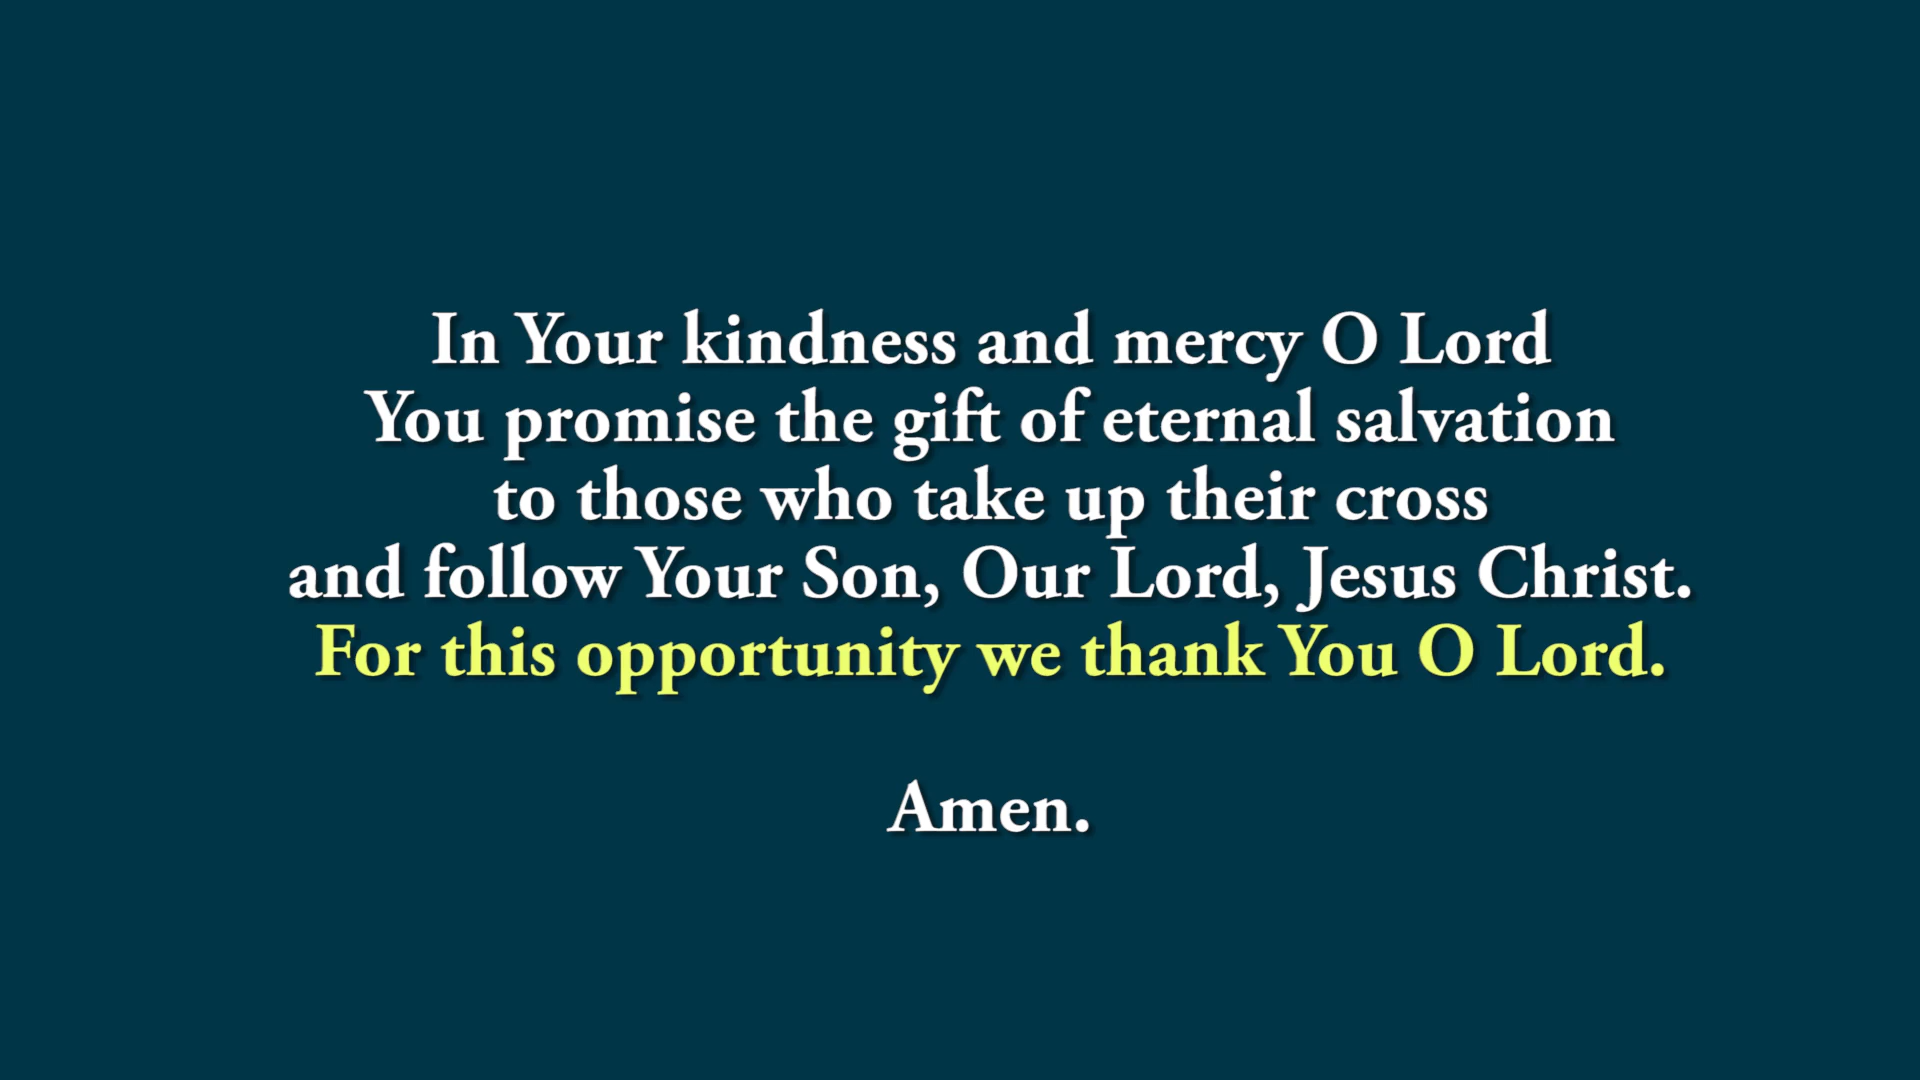 In Your kindness and mercy O Lord
You promise the gift of eternal salvation
to those who take up their cross
and follow Your Son, Our Lord, Jesus Christ.
For this opportunity we thank You O Lord.
Amen.